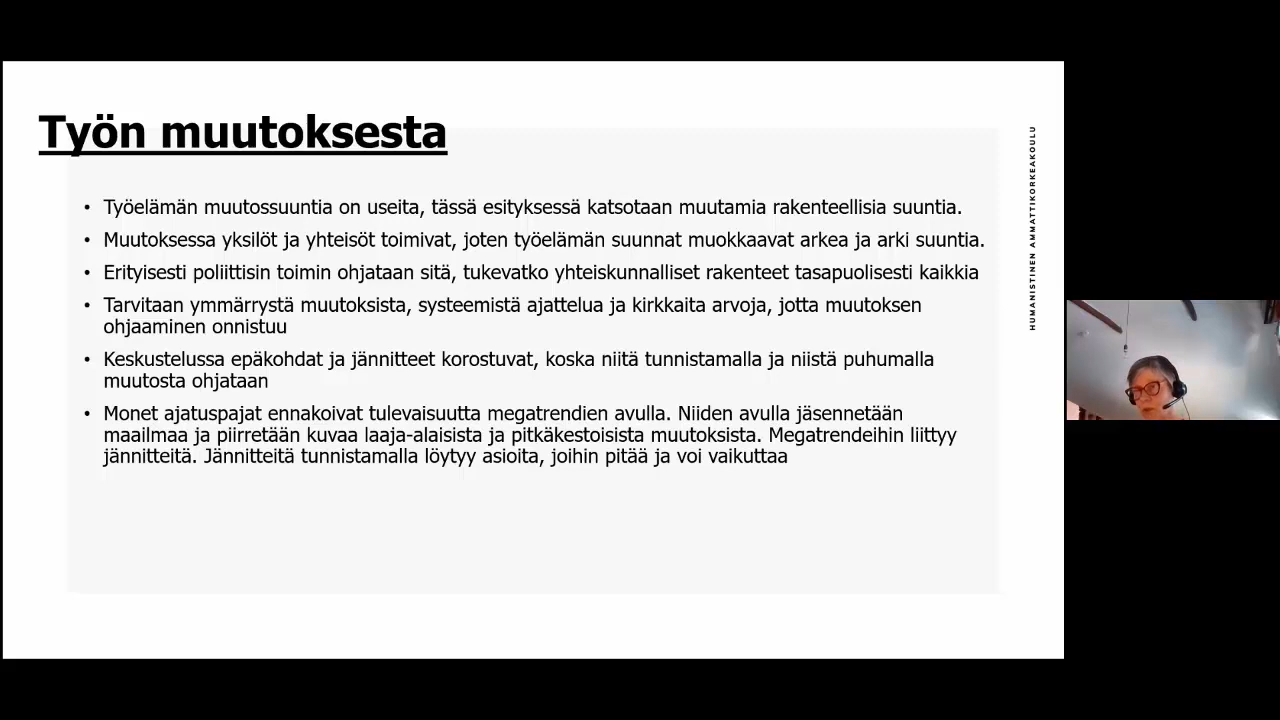 Työn muutoksesta
• Työelämän muutossuuntia on useita, tässä esityksessä katsotaan muutamia rakenteellisia suuntia.
• Muutoksessa yksilöt ja yhteisöt toimivat, joten työelämän suunnat muokkaavat arkea ja arki suuntia.
• Erityisesti poliittisin toimin ohjataan sitä, tukevatko yhteiskunnalliset rakenteet tasapuolisesti kaikkia
• Tarvitaan ymmärrystä muutoksista, systeemistä ajattelua ja kirkkaita arvoja, jotta muutoksen
ohjaaminen onnistuu
• Keskustelussa epäkohdat ja jännitteet korostuvat, koska niitä tunnistamalla ja niistä puhumalla
muutosta ohjataan
• Monet ajatuspajat ennakoivat tulevaisuutta megatrendien avulla. Niiden avulla jäsennetään
maailmaa ja piirretään kuvaa laaja-alaisista ja pitkäkestoisista muutoksista. Megatrendeihin liittyy
jännitteitä. Jännitteitä tunnistamalla löytyy asioita, joihin pitää ja voi vaikuttaa
HUMANISTINEN AMMATTIKORKEAKOULU